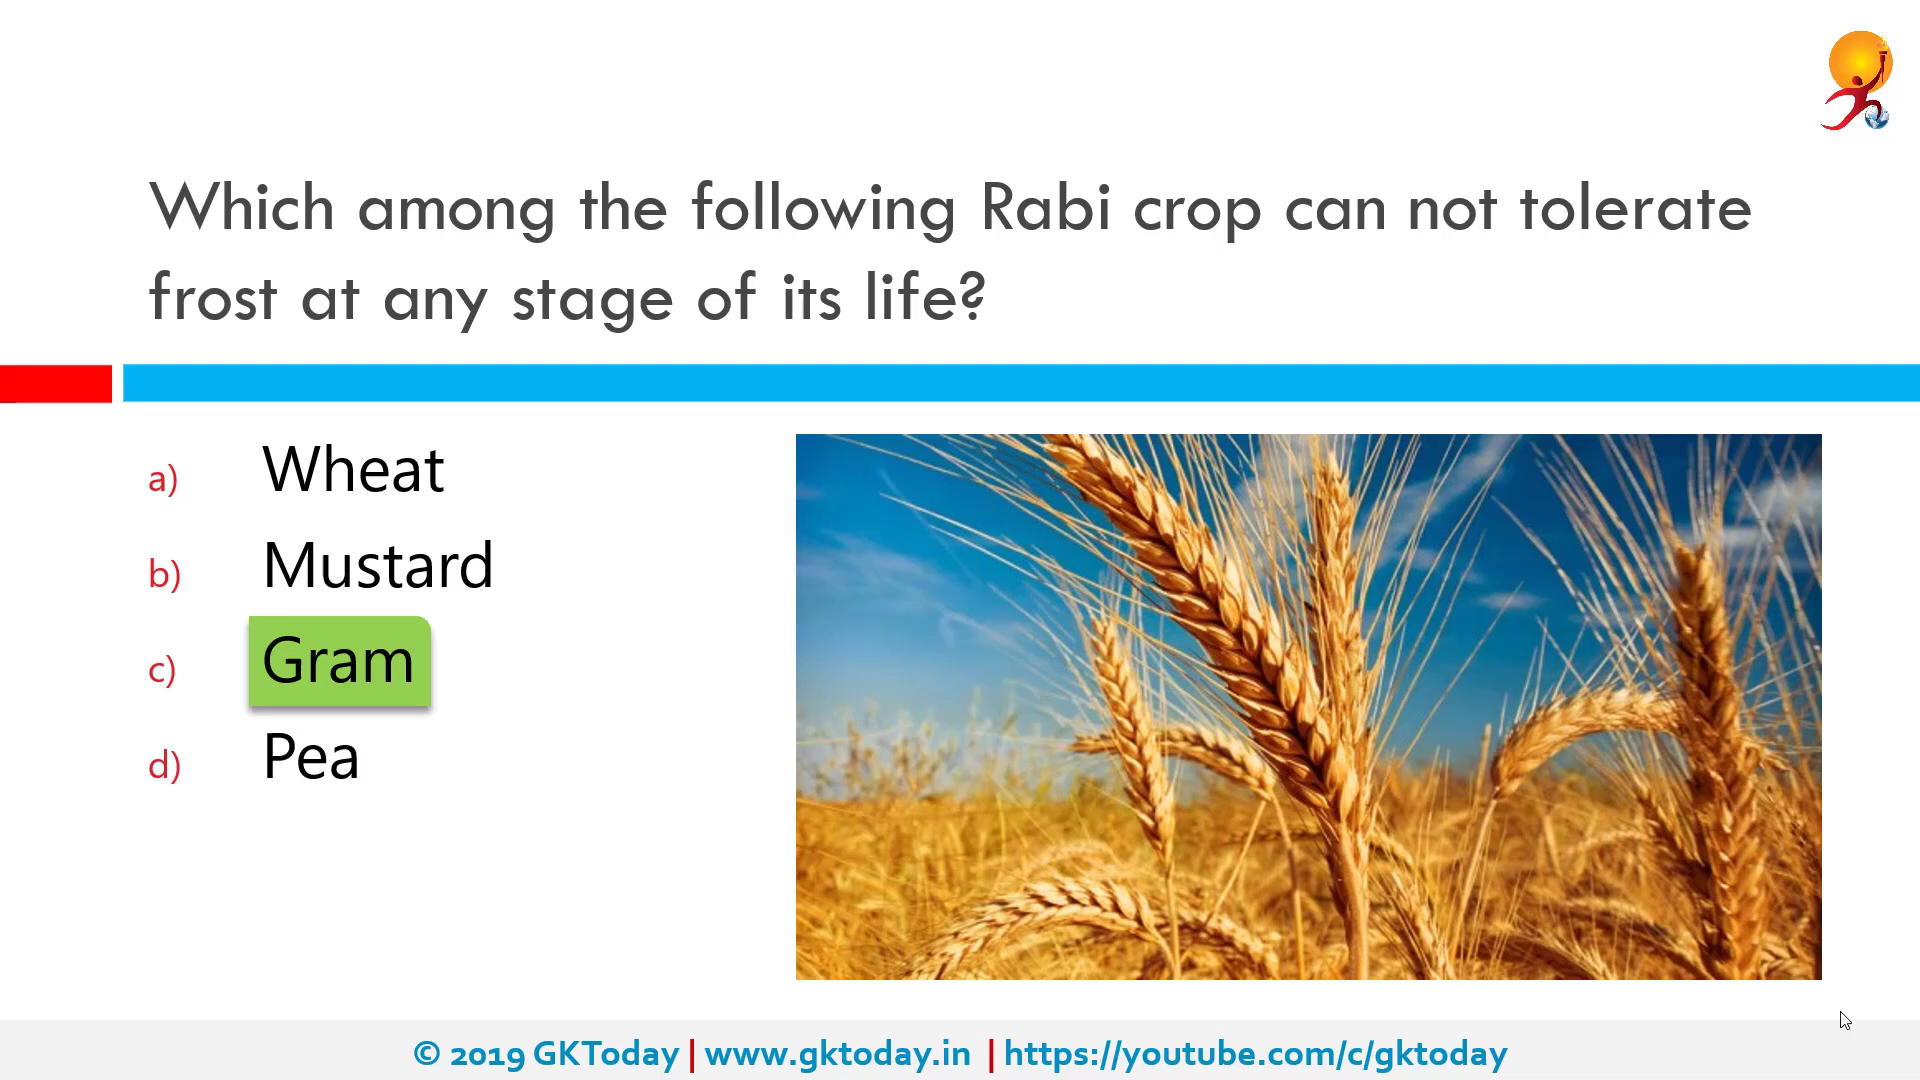 Which among the following Rabi crop can not tolerate
frost at any stage of its life?
a) Wheat
b) Mustard
c) Gram
d) Pea
© 2019 GKToday | www.gktoday.in | https://youtube.com/c/gktoday